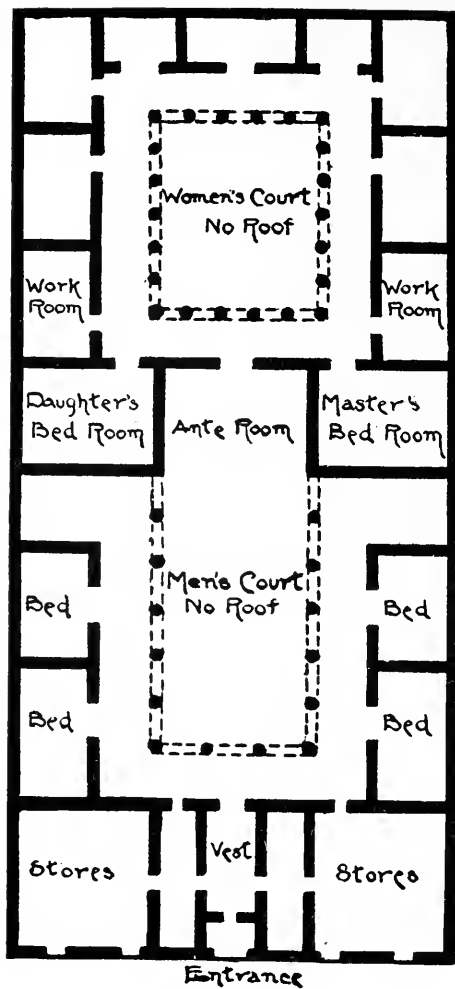 Women's Court
No Roof
Work
Room
Work
Room
Daughter's
Bed Room
Ante Room
Master's
Bed Room
Men's Court
No Roof
Bed
Bed
Bed
Bed
Stores
Vest.
Stores
Entrance